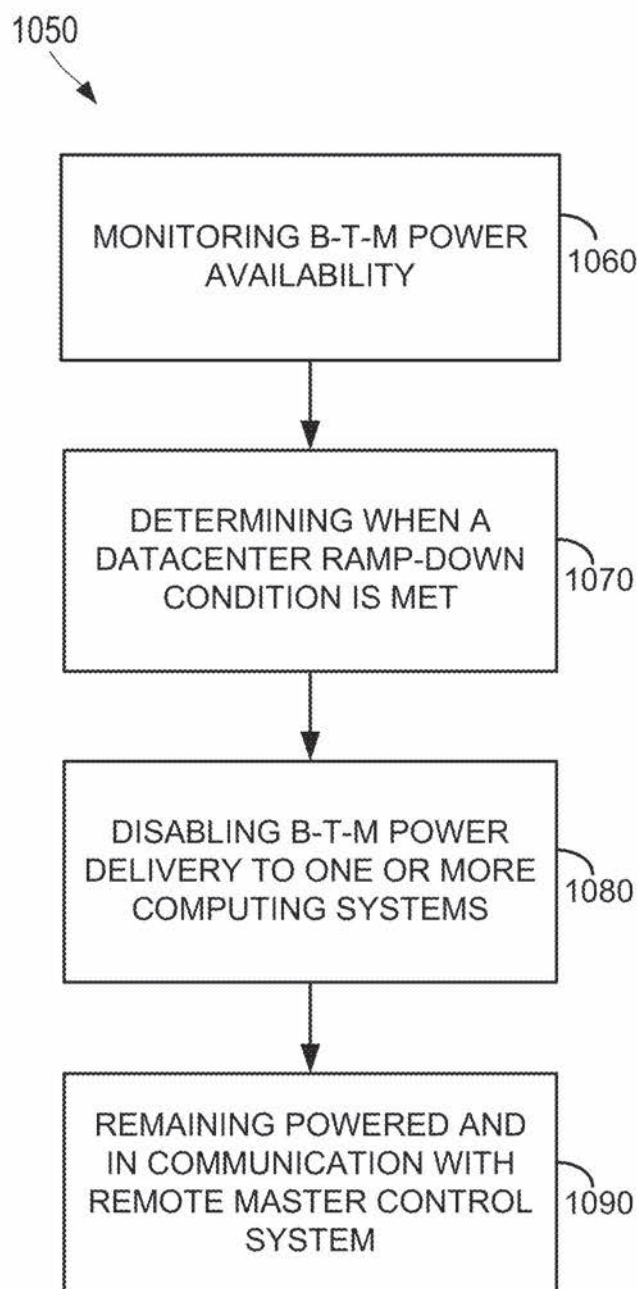 1050
MONITORING B-T-M POWER
AVAILABILITY
1060
DETERMINING WHEN A
DATACENTER RAMP-DOWN
CONDITION IS MET
1070
DISABLING B-T-M POWER
DELIVERY TO ONE OR MORE
COMPUTING SYSTEMS
1080
REMAINING POWERED AND
IN COMMUNICATION WITH
REMOTE MASTER CONTROL
SYSTEM
1090